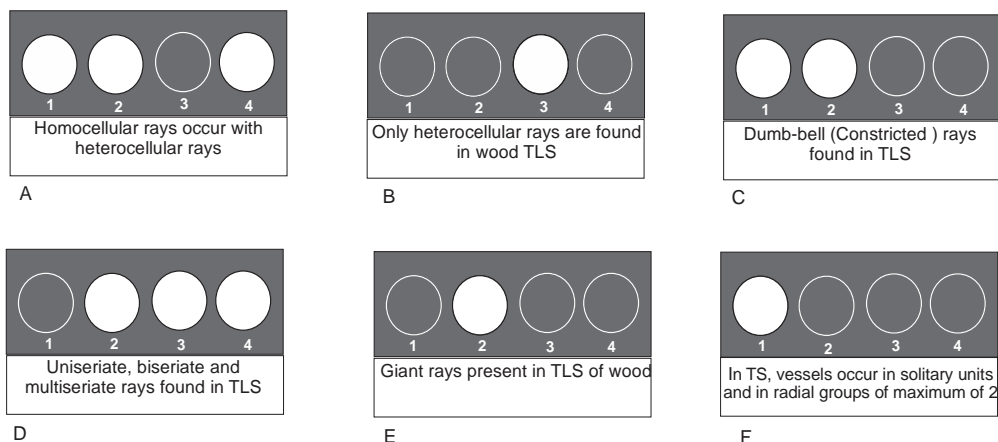 1 2 3 4
Homocellular rays occur with
heterocellular rays
A
1 2 3 4
Only heterocellular rays are found
in wood TLS
B
1 2 3 4
Dumb-bell (Constricted ) rays
found in TLS
C
1 2 3 4
Uniseriate, biseriate and
multiseriate rays found in TLS
D
1 2 3 4
Giant rays present in TLS of wood
E
1 2 3 4
In TS, vessels occur in solitary units
and in radial groups of maximum of 2
F